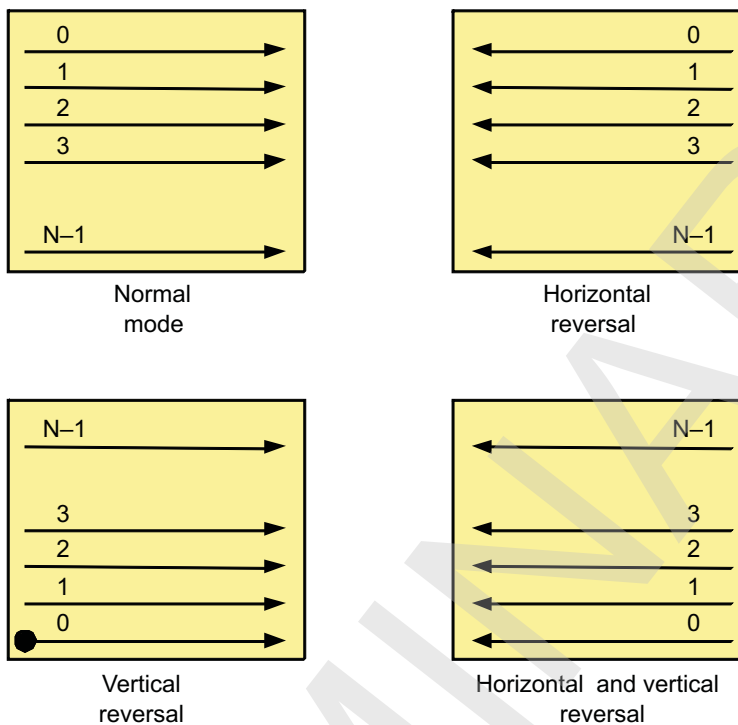 0
1
2
3
N–1
Normal
mode
0
1
2
3
N–1
Horizontal
reversal
N–1
3
2
1
0
Vertical
reversal
N–1
3
2
1
0
Horizontal and vertical
reversal